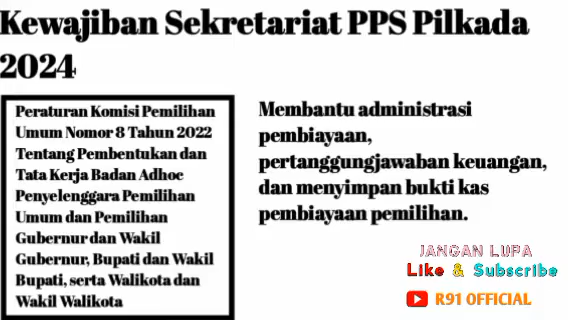 Kewajiban Sekretariat PPS Pilkada
2024
Peraturan Komisi Pemilihan
Umum Nomor 8 Tahun 2022
Tentang Pembentukan dan
Tata Kerja Badan Adhoc
Penyelenggara Pemilihan
Umum dan Pemilihan
Gubernur dan Wakil
Gubernur, Bupati dan Wakil
Bupati, serta Walikota dan
Wakil Walikota
Membantu administrasi
pembiayaan,
pertanggungjawaban keuangan,
dan menyimpan bukti kas
pembiayaan pemilihan.
JANGAN LUPA
Like & Subscribe
R91 OFFICIAL